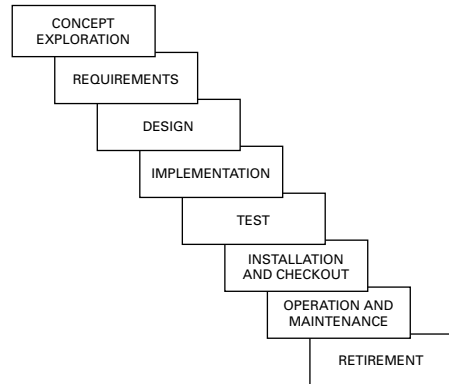 CONCEPT
EXPLORATION
REQUIREMENTS
DESIGN
IMPLEMENTATION
TEST
INSTALLATION
AND CHECKOUT
OPERATION AND
MAINTENANCE
RETIREMENT